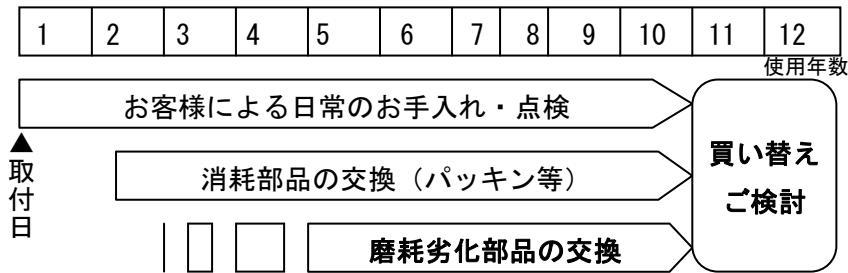 1 2 3 4 5 6 7 8 9 10 11 12
使用年数
お客様による日常のお手入れ・点検
▲
取付日
消耗部品の交換（パッキン等）
磨耗劣化部品の交換
買い替え
ご検討